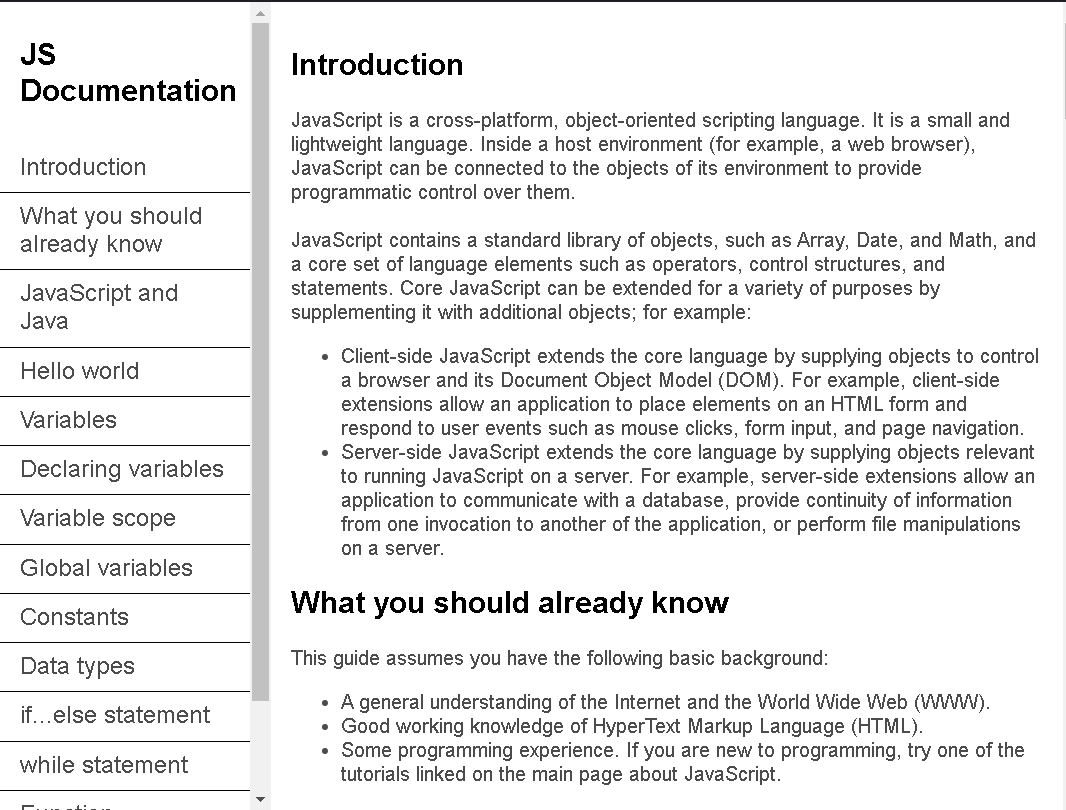 JS
Documentation
Introduction
What you should
already know
JavaScript and
Java
Hello world
Variables
Declaring variables
Variable scope
Global variables
Constants
Data types
if...else statement
while statement
Function
Introduction
JavaScript is a cross-platform, object-oriented scripting language. It is a small and
lightweight language. Inside a host environment (for example, a web browser),
JavaScript can be connected to the objects of its environment to provide
programmatic control over them.
JavaScript contains a standard library of objects, such as Array, Date, and Math, and
a core set of language elements such as operators, control structures, and
statements. Core JavaScript can be extended for a variety of purposes by
supplementing it with additional objects; for example:
• Client-side JavaScript extends the core language by supplying objects to control
a browser and its Document Object Model (DOM). For example, client-side
extensions allow an application to place elements on an HTML form and
respond to user events such as mouse clicks, form input, and page navigation.
• Server-side JavaScript extends the core language by supplying objects relevant
to running JavaScript on a server. For example, server-side extensions allow an
application to communicate with a database, provide continuity of information
from one invocation to another of the application, or perform file manipulations
on a server.
What you should already know
This guide assumes you have the following basic background:
• A general understanding of the Internet and the World Wide Web (WWW).
• Good working knowledge of HyperText Markup Language (HTML).
• Some programming experience. If you are new to programming, try one of the
tutorials linked on the main page about JavaScript.